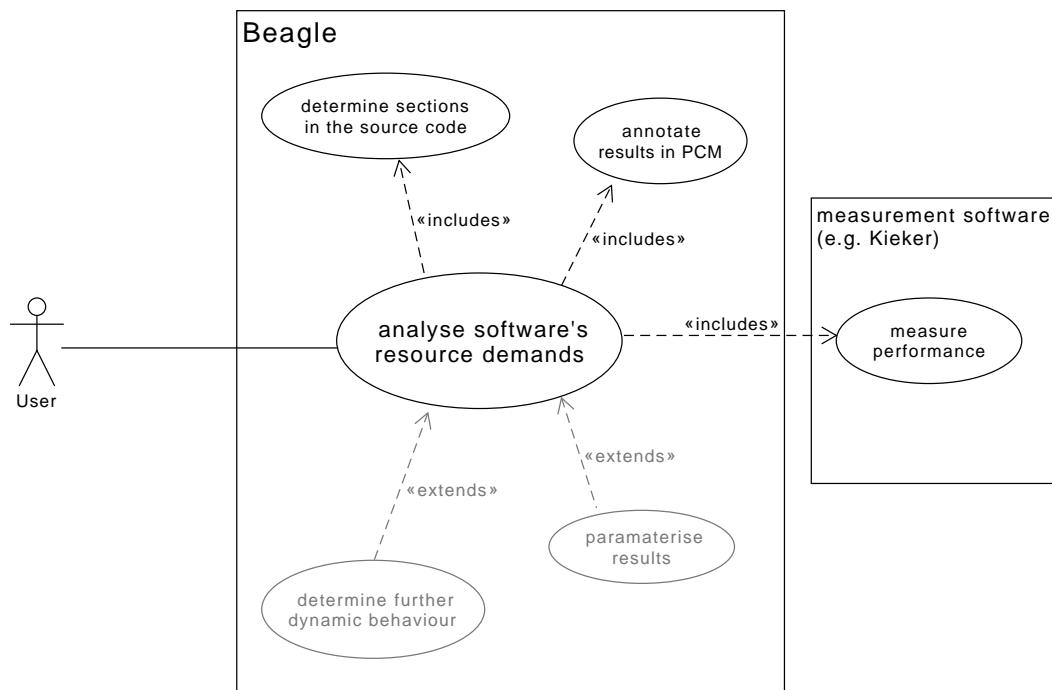 Beagle
determine sections
in the source code
annotate
results in PCM
«includes»
«includes»
measurement software
(e.g. Kieker)
analyse software's
resource demands
«includes»
measure
performance
User
«extends»
«extends»
paramaterise
results
determine further
dynamic behaviour